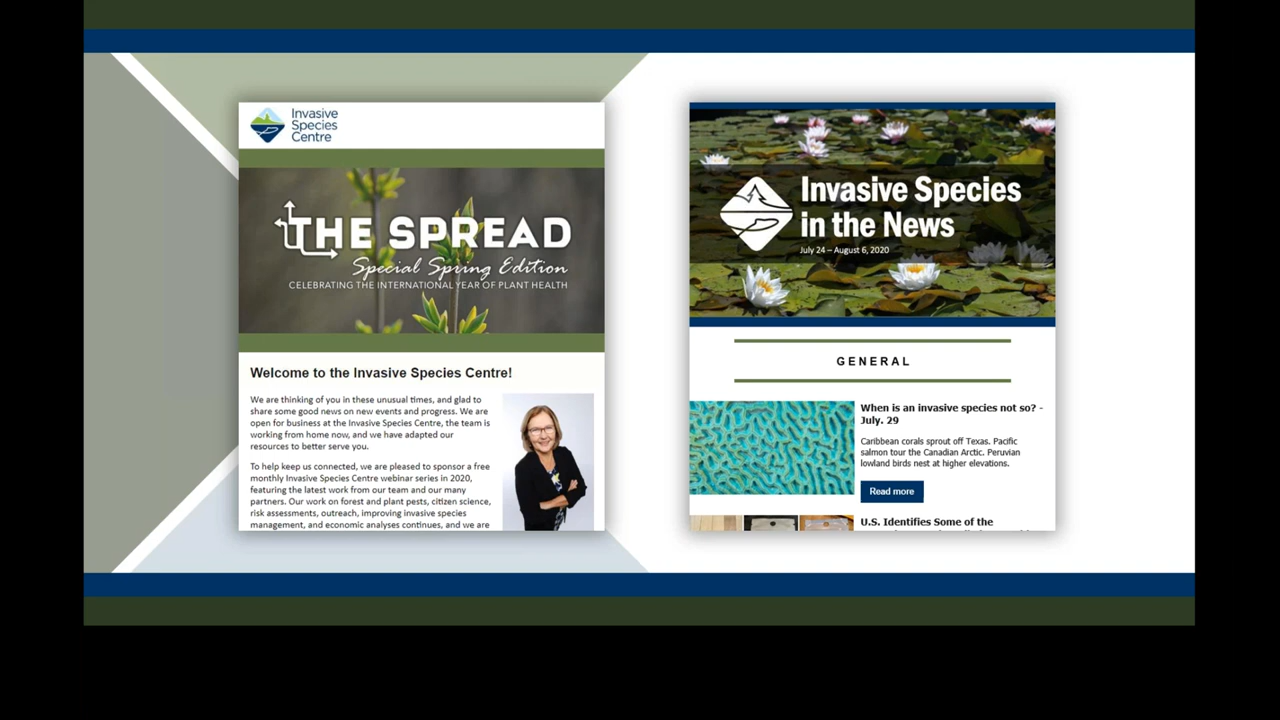 Invasive
Species
Centre
THE SPREAD
Special Spring Edition
CELEBRATING THE INTERNATIONAL YEAR OF PLANT HEALTH
Welcome to the Invasive Species Centre!
We are thinking of you in these unusual times, and glad to
share some good news on new events and progress. We are
open for business at the Invasive Species Centre, the team is
working from home now, and we have adapted our
resources to better serve you.
To help keep us connected, we are pleased to sponsor a free
monthly Invasive Species Centre webinar series in 2020,
featuring the latest work from our team and our many
partners. Our work on forest and plant pests, citizen science,
risk assessments, outreach, improving invasive species
management, and economic analyses continues, and we are
Invasive Species
in the News
July 24 – August 6, 2020
GENERAL
When is an invasive species not so? -
July. 29
Caribbean corals sprout off Texas. Pacific
salmon tour the Canadian Arctic. Peruvian
lowland birds nest at higher elevations.
Read more
U.S. Identifies Some of the